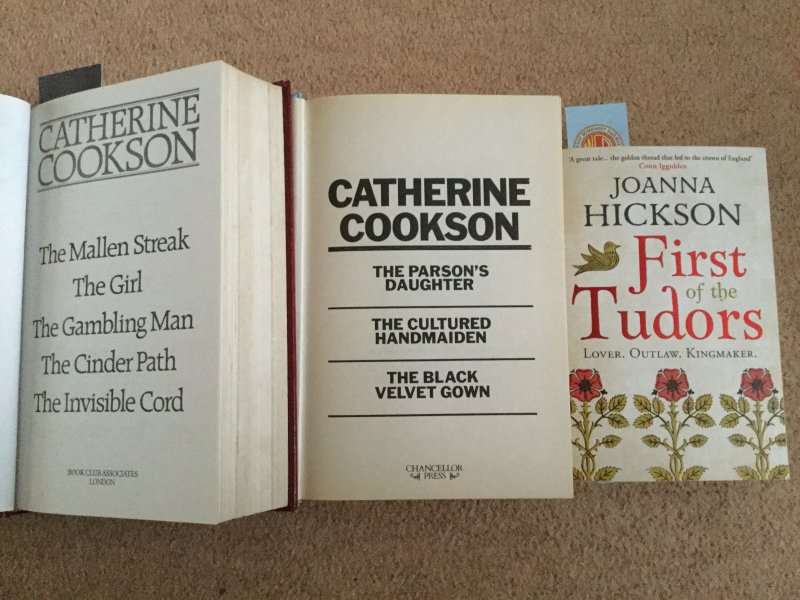 CATHERINE
COOKSON
The Mallen Streak
The Girl
The Gambling Man
The Cinder Path
The Invisible Cord
BOOK CLUB ASSOCIATES
LONDON
CATHERINE
COOKSON
THE PARSON'S
DAUGHTER
THE CULTURED
HANDMAIDEN
THE BLACK
VELVET GOWN
CHANCELLOR
PRESS
'A great tale... the golden thread that led to the crown of England'
Conn Iggulden
JOANNA
HICKSON
First
of the
Tudors
LOVER. OUTLAW. KINGMAKER.